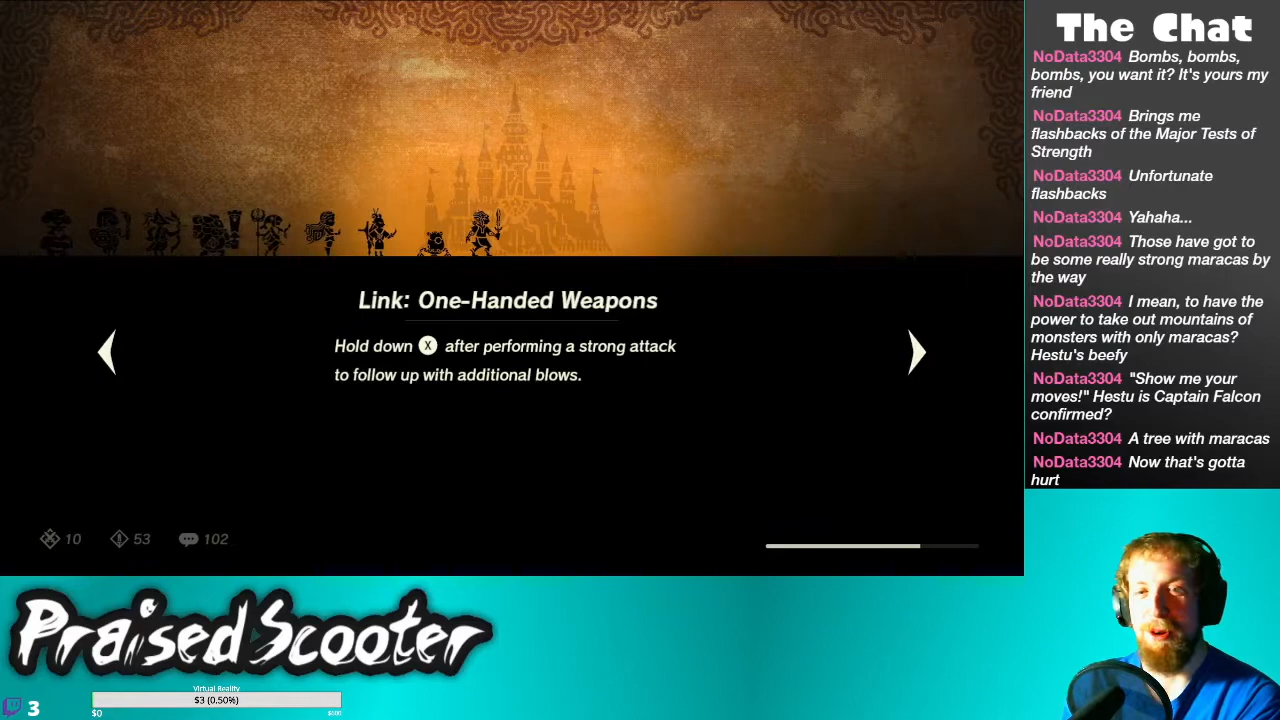 The Chat
NoData3304 Bombs, bombs,
bombs, you want it? It's yours my
friend
NoData3304 Brings me
flashbacks of the Major Tests of
Strength
NoData3304 Unfortunate
flashbacks
NoData3304 Yahaha...
NoData3304 Those have got to
be some really strong maracas by
the way
NoData3304 I mean, to have the
power to take out mountains of
monsters with only maracas?
Hestu's beefy
NoData3304 "Show me your
moves!" Hestu is Captain Falcon
confirmed?
NoData3304 A tree with maracas
NoData3304 Now that's gotta
hurt
Link: One-Handed Weapons
Hold down X after performing a strong attack
to follow up with additional blows.
10 53 102
PraisedScooter
Virtual Reality
$3 (0.50%)
3
$0 $600